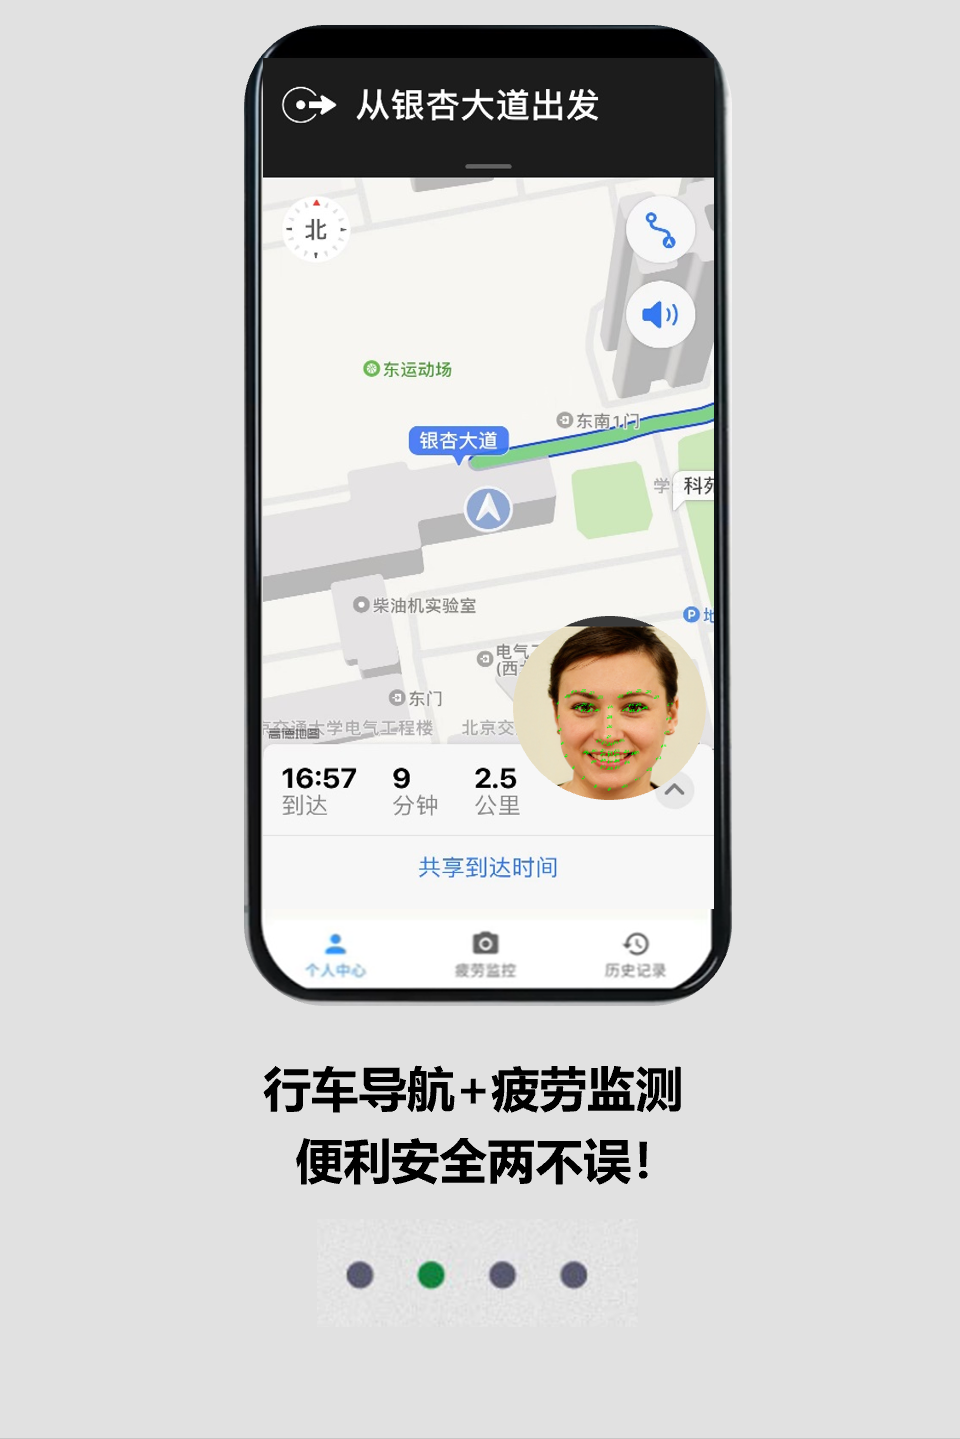 从银杏大道出发
北
东运动场
东南1门
银杏大道
科苑
柴油机实验室
电气
(西
东门
京交通大学电气工程楼
北京交
高德地图
16:57
9
2.5
到达
分钟
公里
共享到达时间
个人中心
疲劳监控
历史记录
行车导航+疲劳监测
便利安全两不误！